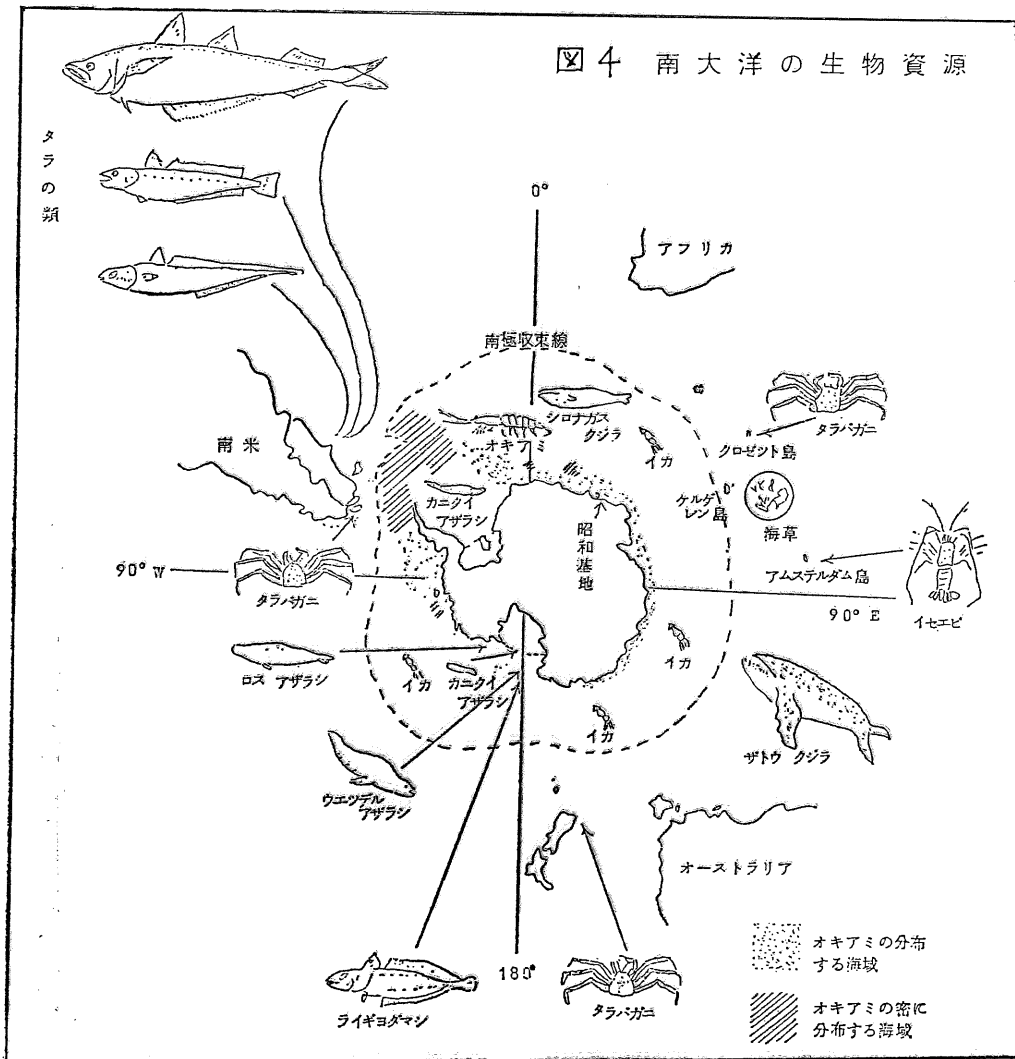 図4 南大洋の生物資源
タラの類
0°
アフリカ
南極収束線
シロナガス
クジラ
オキアミ
イカ
タラバガニ
クロゼット島
南米
カニクイ
アザラシ
ケルゲ
レン島
海草
昭和基地
90° W
タラバガニ
アムステルダム島
90° E
イセエビ
ロス アザラシ
イカ
カニクイ
アザラシ
イカ
イカ
ザトウ クジラ
ウエッデル
アザラシ
オーストラリア
180°
ライギョダマシ
タラバガニ
オキアミの分布
する海域
オキアミの密に
分布する海域